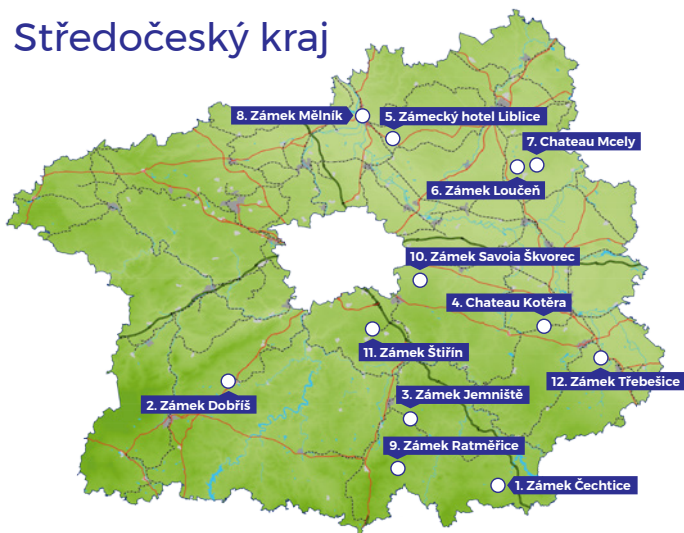 Středočeský kraj
8. Zámek Mělník
5. Zámecký hotel Liblice
7. Chateau Mcely
6. Zámek Loučeň
10. Zámek Savoia Škvorec
4. Chateau Kotěra
11. Zámek Štiřín
12. Zámek Třebešice
2. Zámek Dobříš
3. Zámek Jemniště
9. Zámek Ratměřice
1. Zámek Čechtice